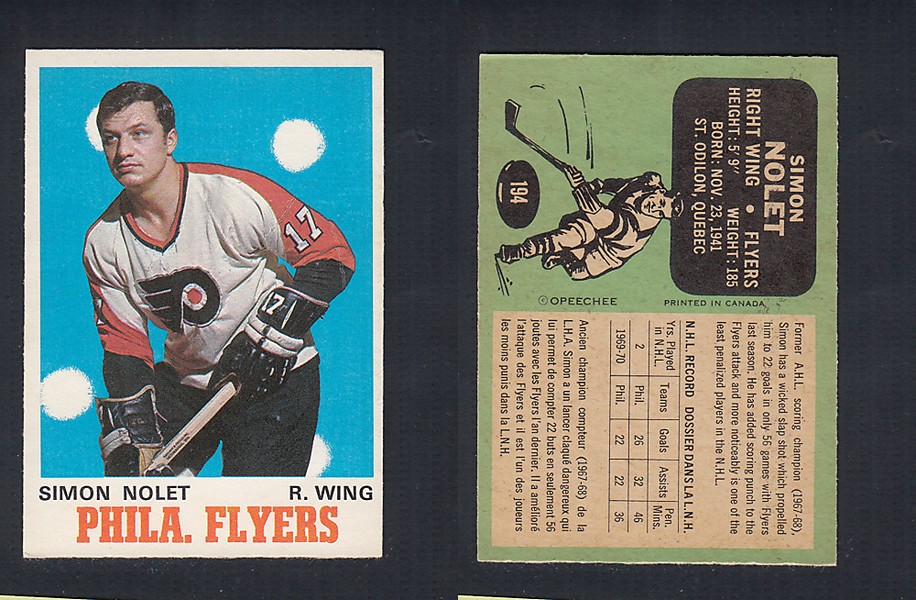 17
17
P
SIMON NOLET R. WING
PHILA. FLYERS
SIMON
NOLET
RIGHT WING • FLYERS
HEIGHT: 5' 9" WEIGHT: 185
BORN: NOV. 23, 1941
ST. ODILON, QUEBEC
194
©OPEECHEE PRINTED IN CANADA
Former A.H.L. scoring champion (1967-68),
Simon has a wicked slap shot which propelled
him to 22 goals in only 56 games with Flyers
last season. He has added scoring punch to the
Flyers attack and more noticeably is one of the
least penalized players in the N.H.L.
N.H.L. RECORD DOSSIER DANS LA L.N.H.
Yrs. Played in N.H.L. Teams Goals Assists Pen. Mins.
2 Phil. 26 32 46
1969-70 Phil. 22 22 36
Ancien champion compteur (1967-68) de la
L.H.A. Simon a un lancer claqué dangereux qui
lui permet de compter 22 buts en seulement 56
joutes avec les Flyers l'an dernier. Il a amélioré
l'attaque des Flyers et il est l'un des joueurs
les moins punis dans la L.N.H.